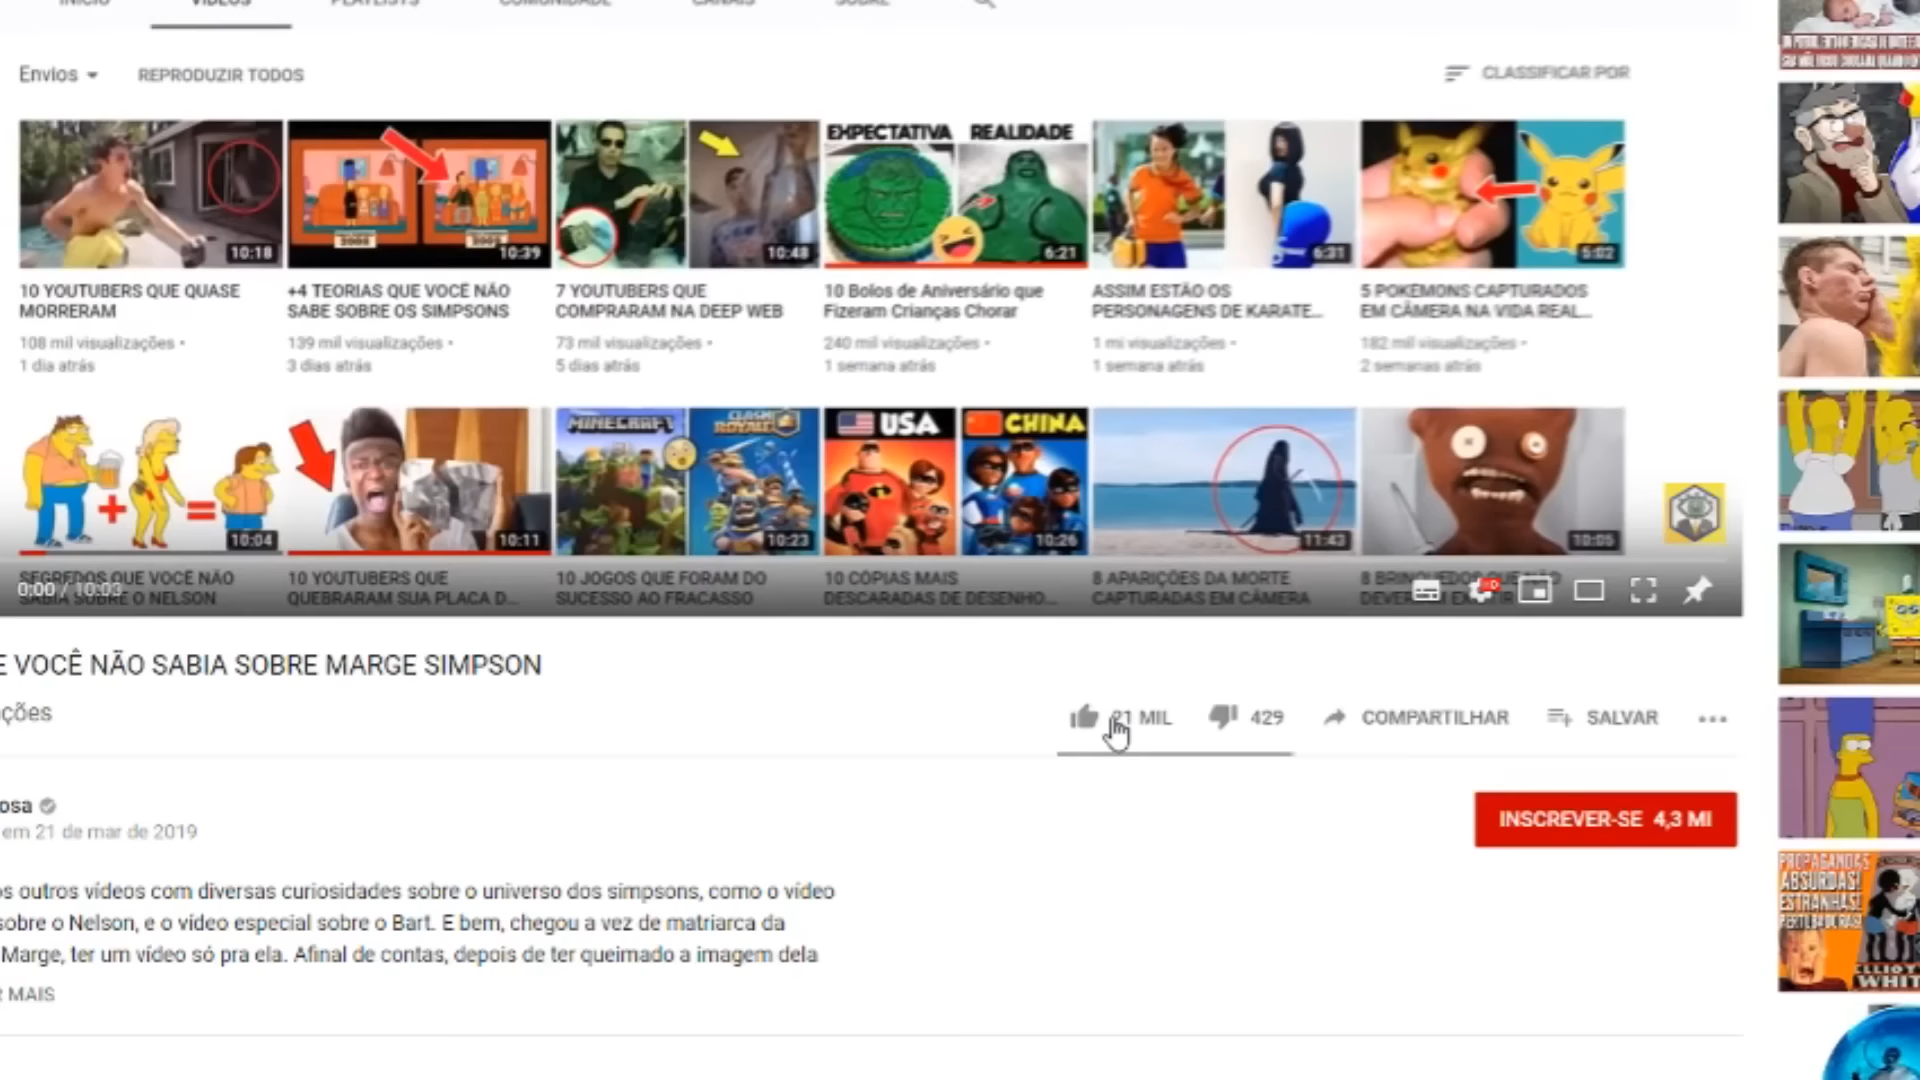 VÍDEOS
PLAYLISTS
COMUNIDADE
CANAIS
SOBRE
Envios
REPRODUZIR TODOS
CLASSIFICAR POR
10:18
10:39
10:48
EXPECTATIVA REALIDADE
6:21
6:31
5:02
10 YOUTUBERS QUE QUASE
MORRERAM
108 mil visualizações •
1 dia atrás
+4 TEORIAS QUE VOCÊ NÃO
SABE SOBRE OS SIMPSONS
139 mil visualizações •
3 dias atrás
7 YOUTUBERS QUE
COMPRARAM NA DEEP WEB
73 mil visualizações •
5 dias atrás
10 Bolos de Aniversário que
Fizeram Crianças Chorar
240 mil visualizações •
1 semana atrás
ASSIM ESTÃO OS
PERSONAGENS DE KARATE...
1 mi visualizações •
1 semana atrás
5 POKEMONS CAPTURADOS
EM CÂMERA NA VIDA REAL...
182 mil visualizações •
2 semanas atrás
10:04
10:11
MINECRAFT
CLASH
ROYALE
10:23
USA
CHINA
10:26
11:43
10:05
SEGREDOS QUE VOCÊ NÃO
SABIA SOBRE O NELSON
0:00 / 10:03
10 YOUTUBERS QUE
QUEBRARAM SUA PLACA D...
10 JOGOS QUE FORAM DO
SUCESSO AO FRACASSO
10 CÓPIAS MAIS
DESCARADAS DE DESENHO...
8 APARIÇÕES DA MORTE
CAPTURADAS EM CÂMERA
8 BRINQUEDOS QUE NÃO
DEVERIAM EXISTIR
E VOCÊ NÃO SABIA SOBRE MARGE SIMPSON
ções
21 MIL
429
COMPARTILHAR
SALVAR
osa
em 21 de mar de 2019
INSCREVER-SE 4,3 MI
os outros vídeos com diversas curiosidades sobre o universo dos simpsons, como o vídeo
sobre o Nelson, e o vídeo especial sobre o Bart. E bem, chegou a vez de matriarca da
Marge, ter um vídeo só pra ela. Afinal de contas, depois de ter queimado a imagem dela
MAIS
PROPAGANDAS
ABSURDAS!
ESTRANHAS!
ELLIOT
WHIT